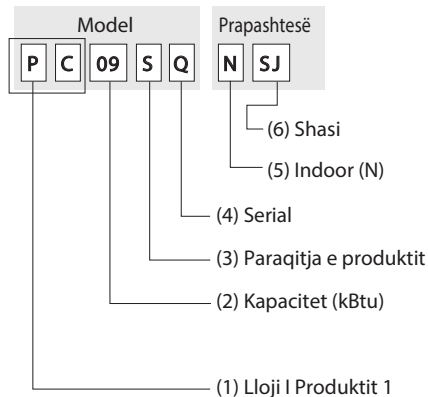 Model Prapashtesë
P C 09 S Q N SJ
(6) Shasi
(5) Indoor (N)
(4) Serial
(3) Paraqitja e produktit
(2) Kapacitet (kBtu)
(1) Lloji I Produktit 1